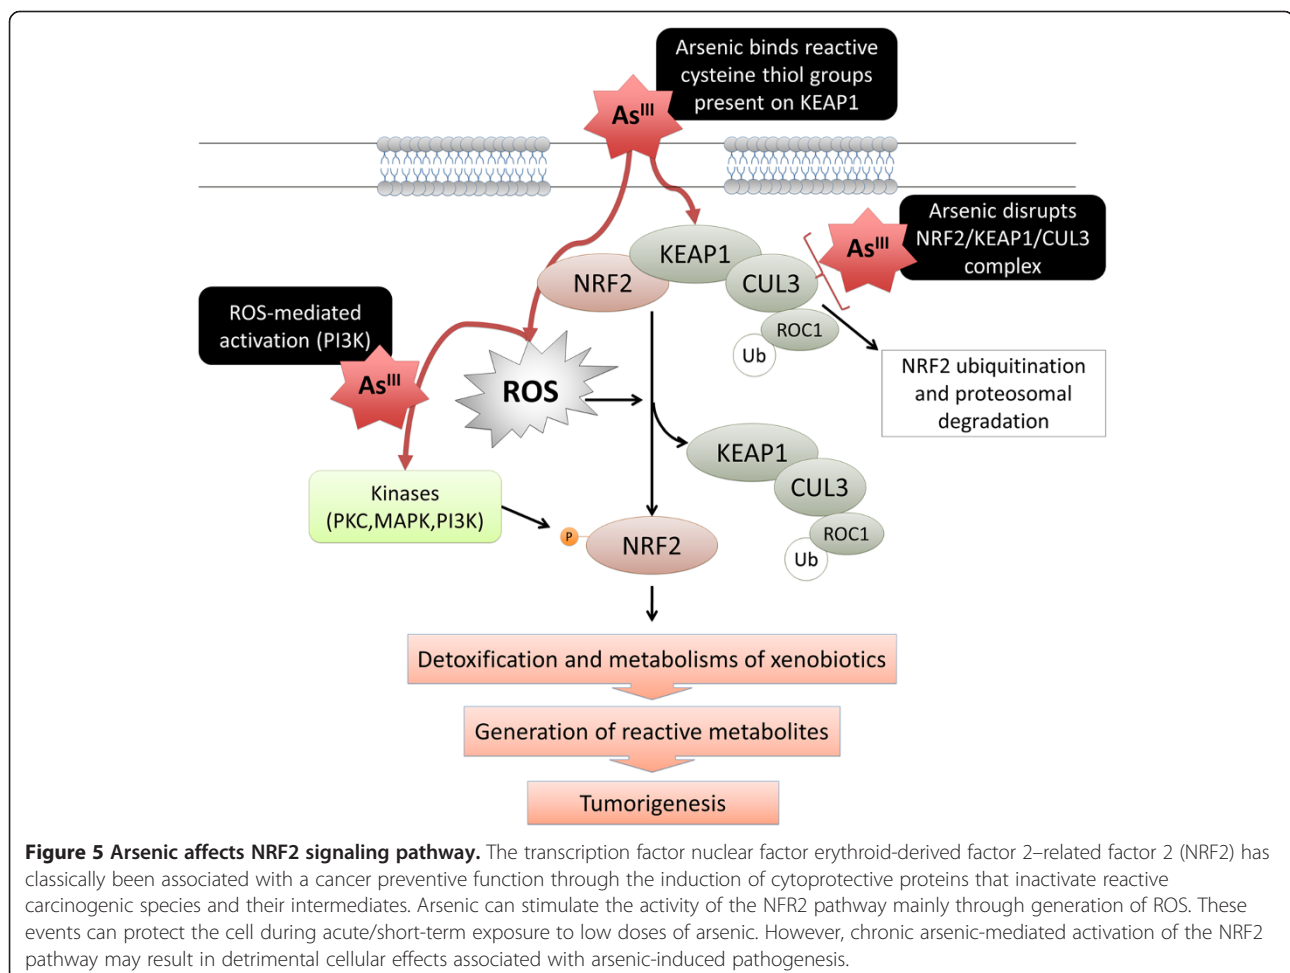 Arsenic binds reactive
cysteine thiol groups
present on KEAP1
AsIII
Arsenic disrupts
NRF2/KEAP1/CUL3
complex
AsIII
KEAP1
NRF2
CUL3
ROC1
Ub
ROS-mediated
activation (PI3K)
AsIII
ROS
NRF2 ubiquitination
and proteosomal
degradation
KEAP1
CUL3
ROC1
Ub
Kinases
(PKC,MAPK,PI3K)
P
NRF2
Detoxification and metabolisms of xenobiotics
Generation of reactive metabolites
Tumorigenesis
Figure 5 Arsenic affects NRF2 signaling pathway. The transcription factor nuclear factor erythroid-derived factor 2–related factor 2 (NRF2) has
classically been associated with a cancer preventive function through the induction of cytoprotective proteins that inactivate reactive
carcinogenic species and their intermediates. Arsenic can stimulate the activity of the NFR2 pathway mainly through generation of ROS. These
events can protect the cell during acute/short-term exposure to low doses of arsenic. However, chronic arsenic-mediated activation of the NRF2
pathway may result in detrimental cellular effects associated with arsenic-induced pathogenesis.